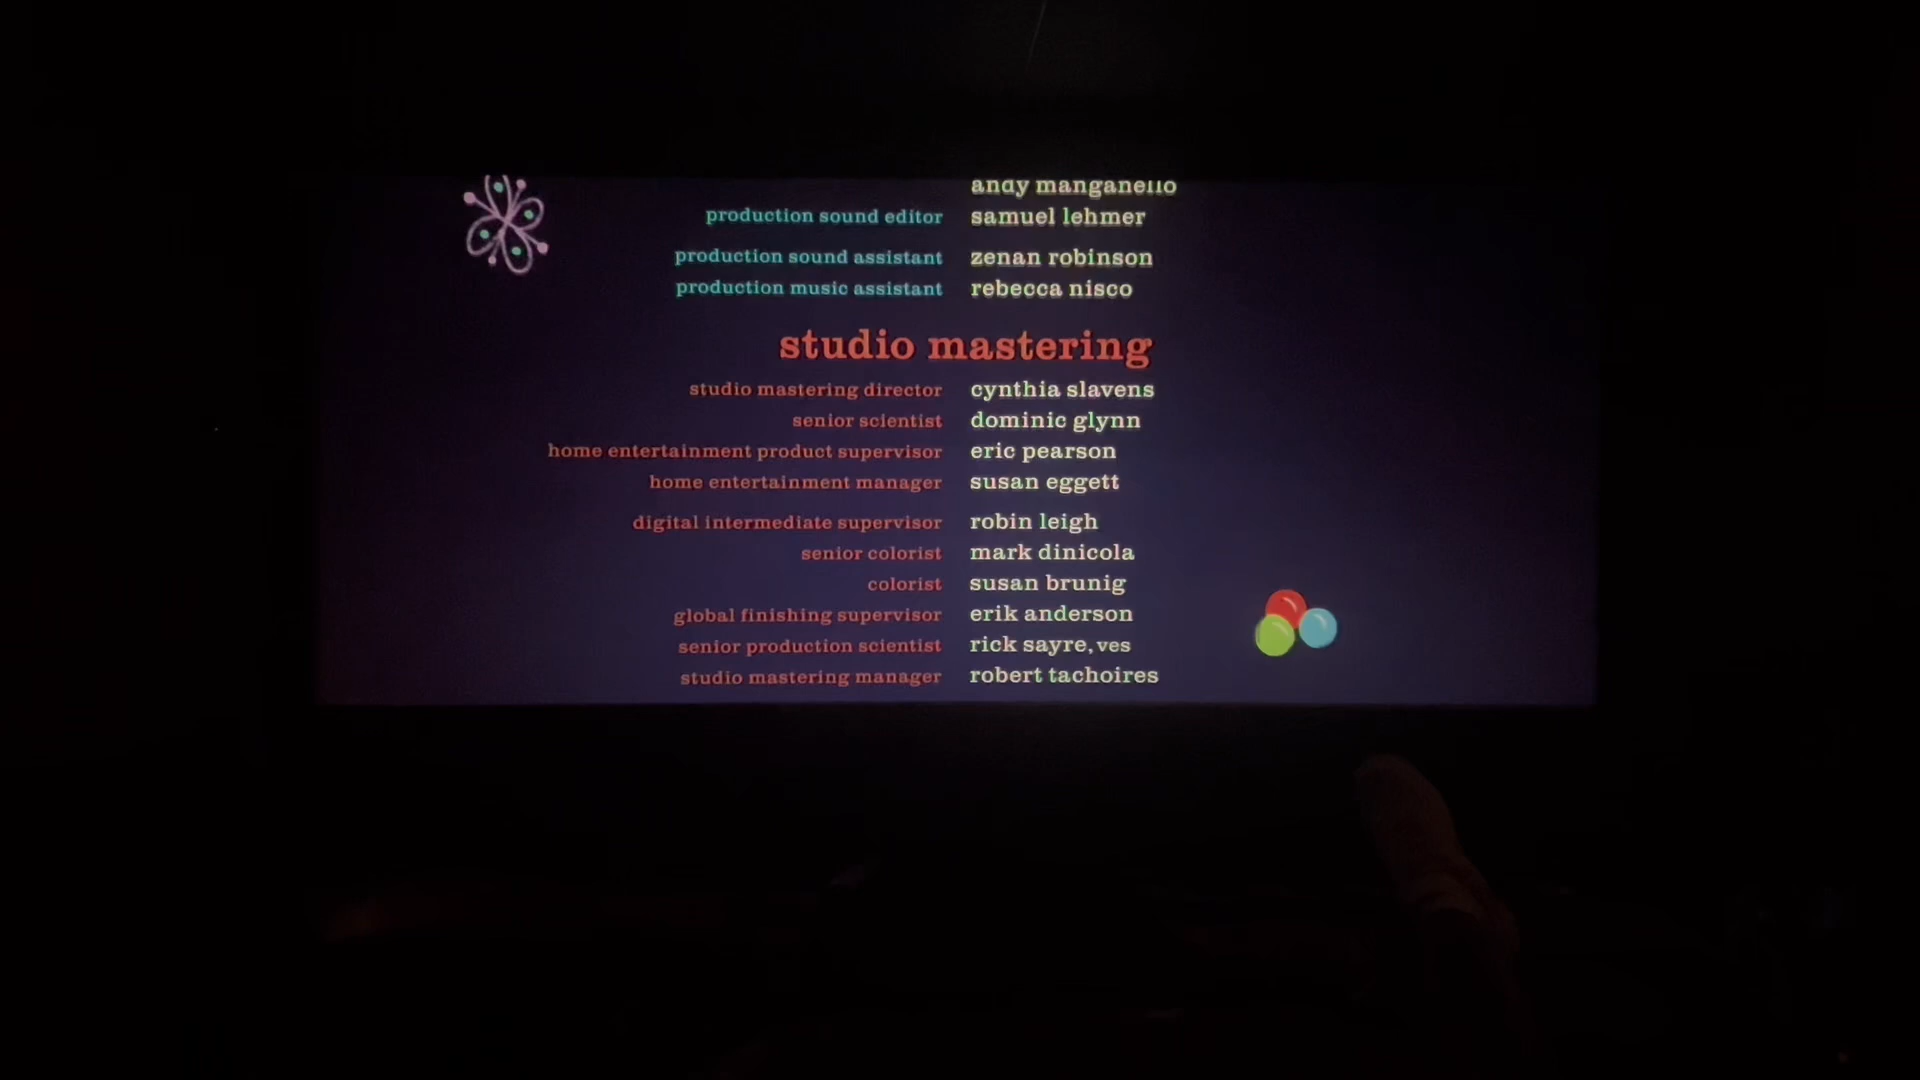 andy manganello
production sound editor samuel lehmer
production sound assistant zenan robinson
production music assistant rebecca nisco
studio mastering
studio mastering director cynthia slavens
senior scientist dominic glynn
home entertainment product supervisor eric pearson
home entertainment manager susan eggett
digital intermediate supervisor robin leigh
senior colorist mark dinicola
colorist susan brunig
global finishing supervisor erik anderson
senior production scientist rick sayre, ves
studio mastering manager robert tachoires